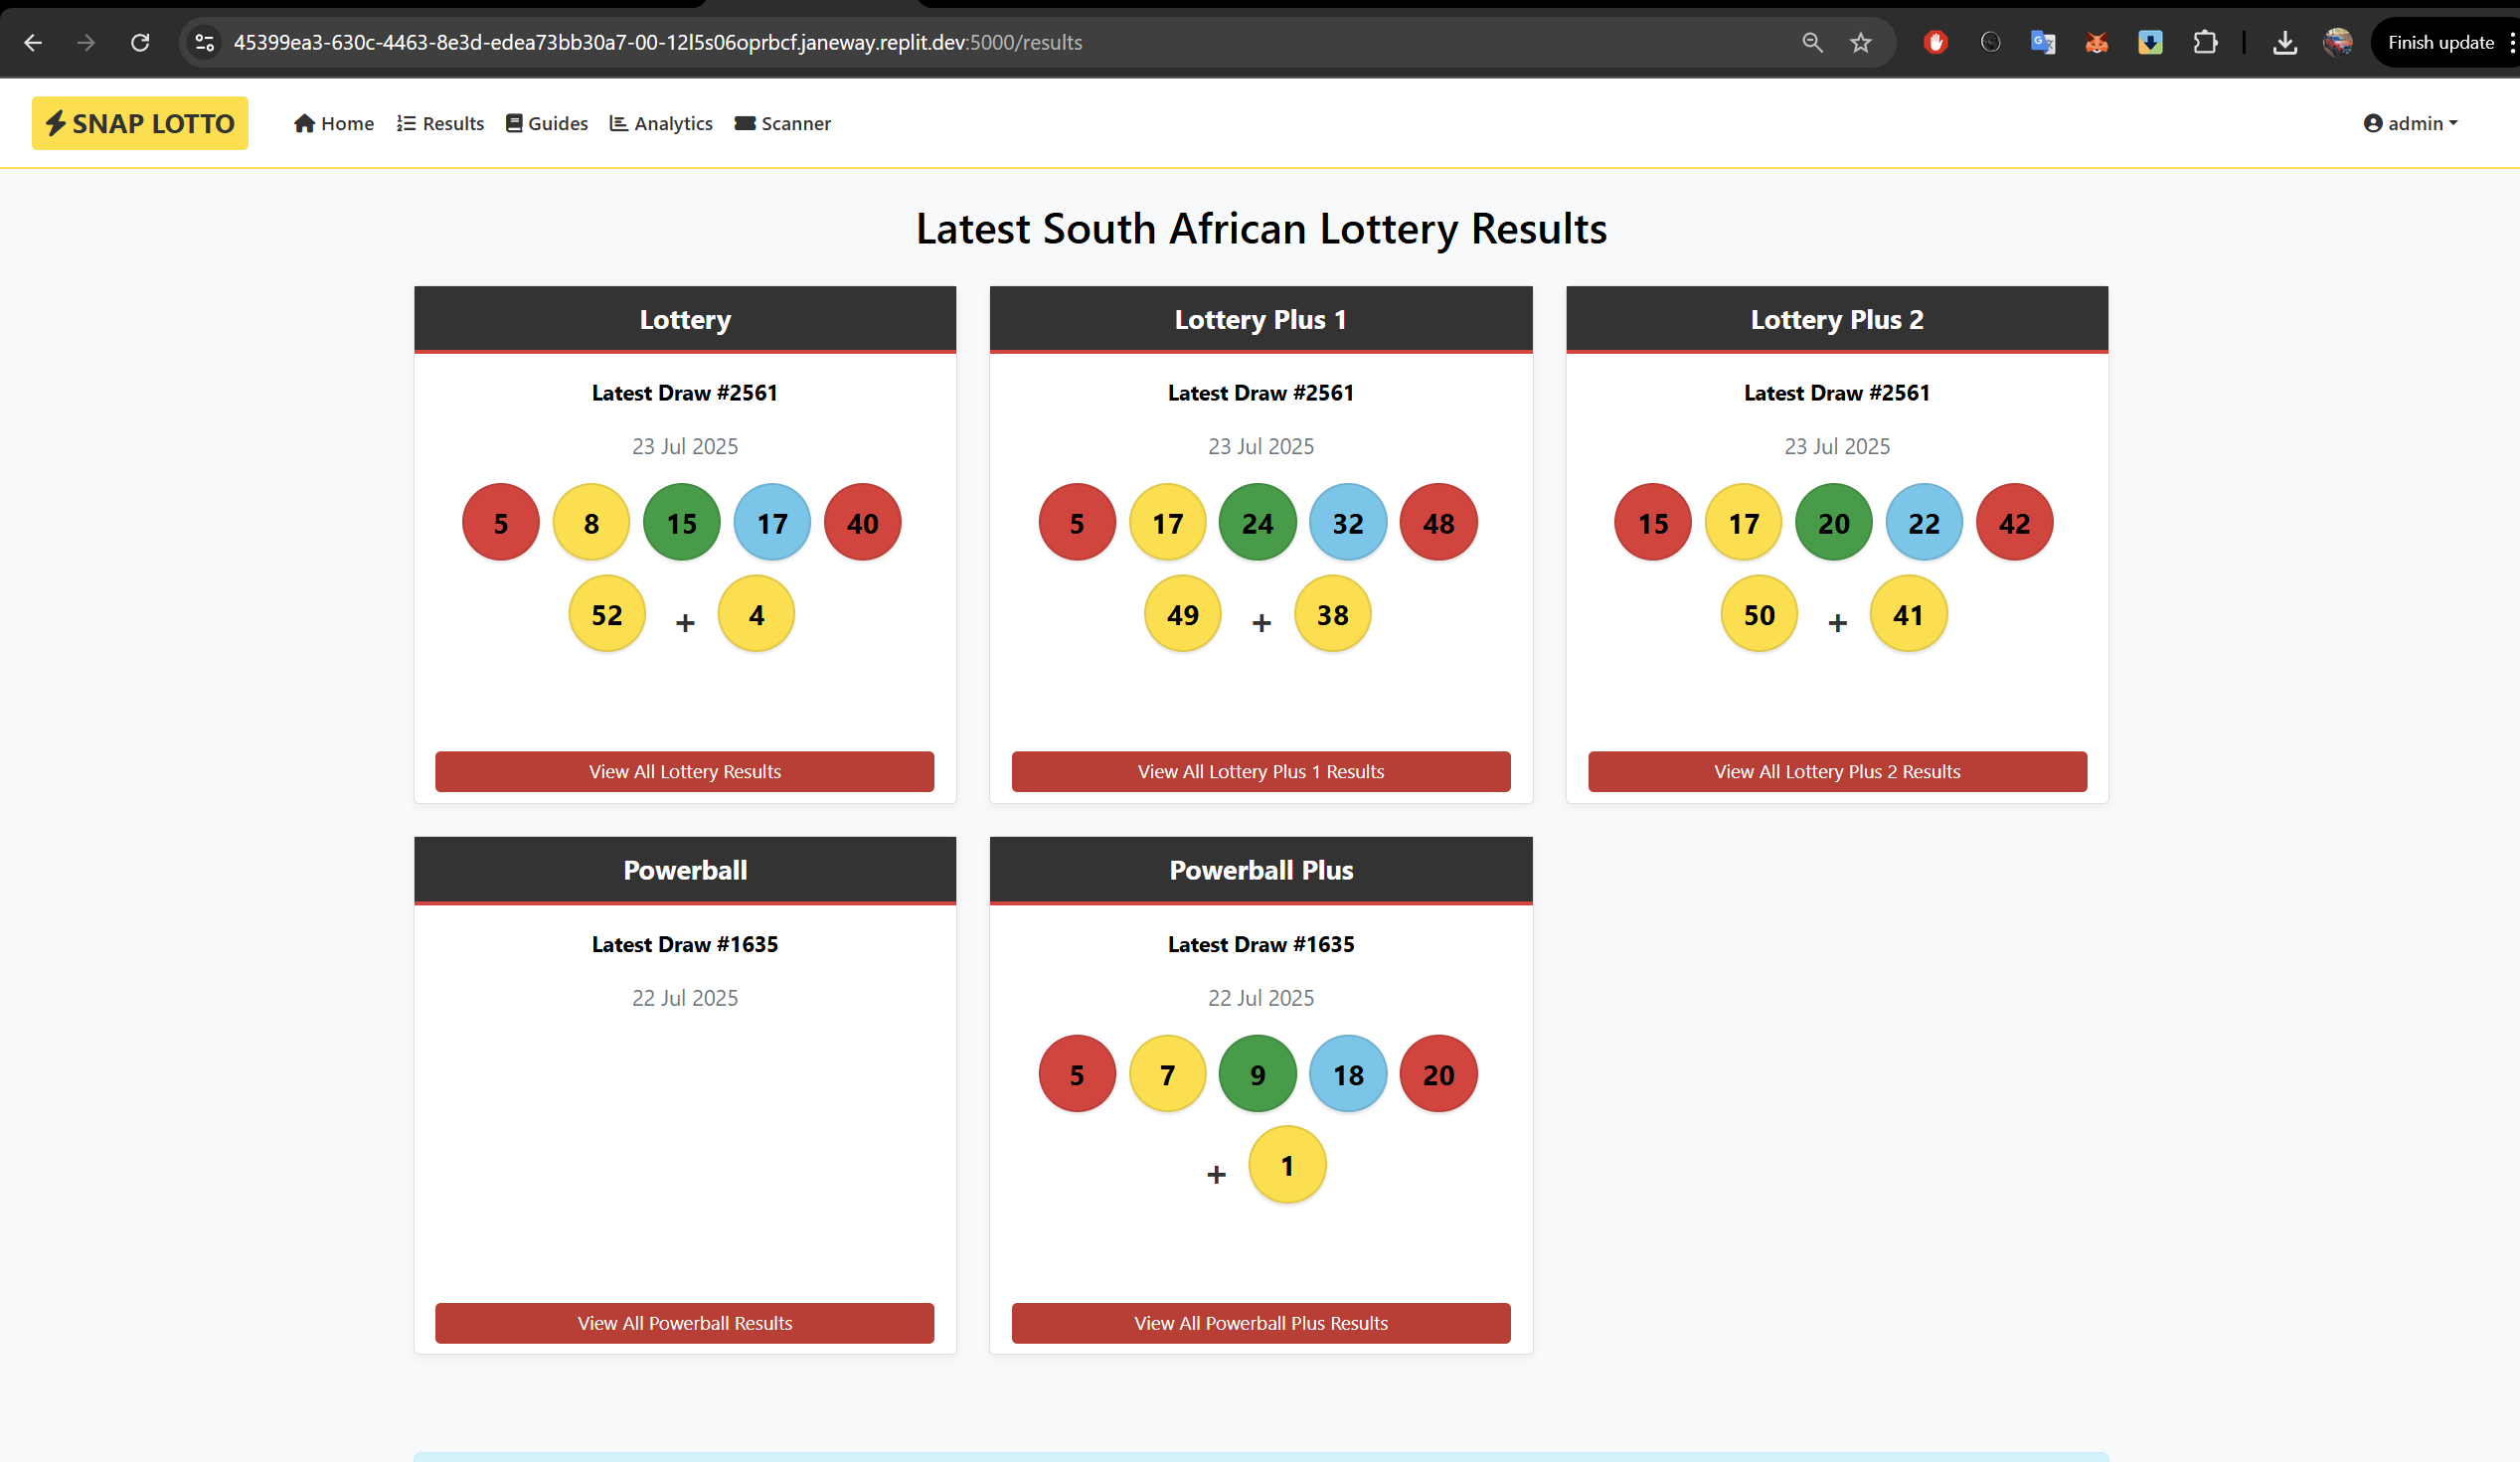 45399ea3-630c-4463-8e3d-edea73bb30a7-00-12l5s06oprbcf.janeway.replit.dev:5000/results
Finish update
SNAP LOTTO Home Results Guides Analytics Scanner admin
Latest South African Lottery Results
Lottery
Latest Draw #2561
23 Jul 2025
5 8 15 17 40
52 + 4
View All Lottery Results
Lottery Plus 1
Latest Draw #2561
23 Jul 2025
5 17 24 32 48
49 + 38
View All Lottery Plus 1 Results
Lottery Plus 2
Latest Draw #2561
23 Jul 2025
15 17 20 22 42
50 + 41
View All Lottery Plus 2 Results
Powerball
Latest Draw #1635
22 Jul 2025
View All Powerball Results
Powerball Plus
Latest Draw #1635
22 Jul 2025
5 7 9 18 20
+ 1
View All Powerball Plus Results